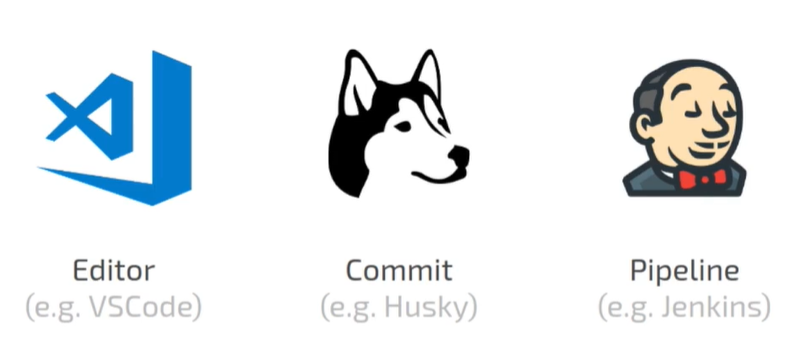 Editor
(e.g. VSCode)
Commit
(e.g. Husky)
Pipeline
(e.g. Jenkins)